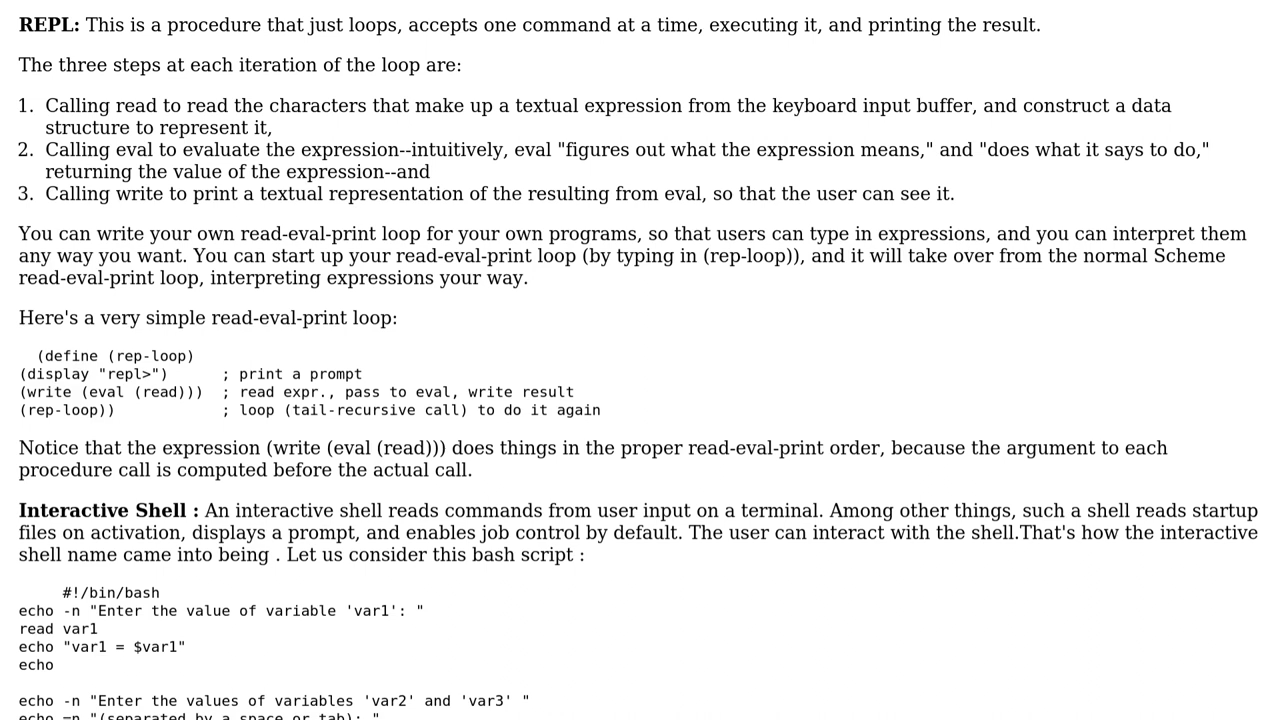 REPL: This is a procedure that just loops, accepts one command at a time, executing it, and printing the result.
The three steps at each iteration of the loop are:
1. Calling read to read the characters that make up a textual expression from the keyboard input buffer, and construct a data
structure to represent it,
2. Calling eval to evaluate the expression--intuitively, eval "figures out what the expression means," and "does what it says to do,"
returning the value of the expression--and
3. Calling write to print a textual representation of the resulting from eval, so that the user can see it.
You can write your own read-eval-print loop for your own programs, so that users can type in expressions, and you can interpret them
any way you want. You can start up your read-eval-print loop (by typing in (rep-loop)), and it will take over from the normal Scheme
read-eval-print loop, interpreting expressions your way.
Here's a very simple read-eval-print loop:
(define (rep-loop)
(display "repl>") ; print a prompt
(write (eval (read))) ; read expr., pass to eval, write result
(rep-loop)) ; loop (tail-recursive call) to do it again
Notice that the expression (write (eval (read))) does things in the proper read-eval-print order, because the argument to each
procedure call is computed before the actual call.
Interactive Shell : An interactive shell reads commands from user input on a terminal. Among other things, such a shell reads startup
files on activation, displays a prompt, and enables job control by default. The user can interact with the shell.That's how the interactive
shell name came into being . Let us consider this bash script :
#!/bin/bash
echo -n "Enter the value of variable 'var1': "
read var1
echo "var1 = $var1"
echo
echo -n "Enter the values of variables 'var2' and 'var3' "
echo =n "(separated by a space or tab): "